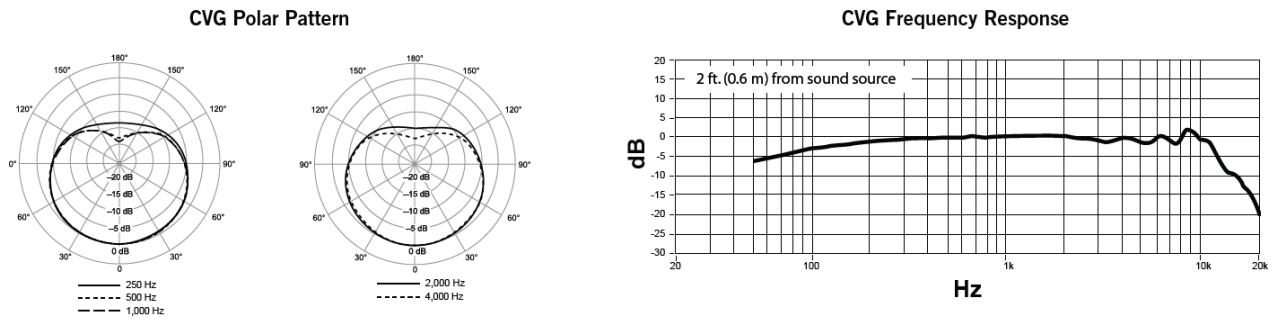 CVG Polar Pattern
180°
150° 150°
120° 120°
0° 90°
60° 60°
30° 30°
0
–20 dB
–15 dB
–10 dB
–5 dB
0 dB
250 Hz
500 Hz
1,000 Hz
180°
150° 150°
120° 120°
90° 90°
60° 60°
30° 30°
0
–20 dB
–15 dB
–10 dB
–5 dB
0 dB
2,000 Hz
4,000 Hz
CVG Frequency Response
2 ft. (0.6 m) from sound source
dB
20
15
10
5
0
-5
-10
-15
-20
-25
-30
20 100 1k 10k 20k
Hz